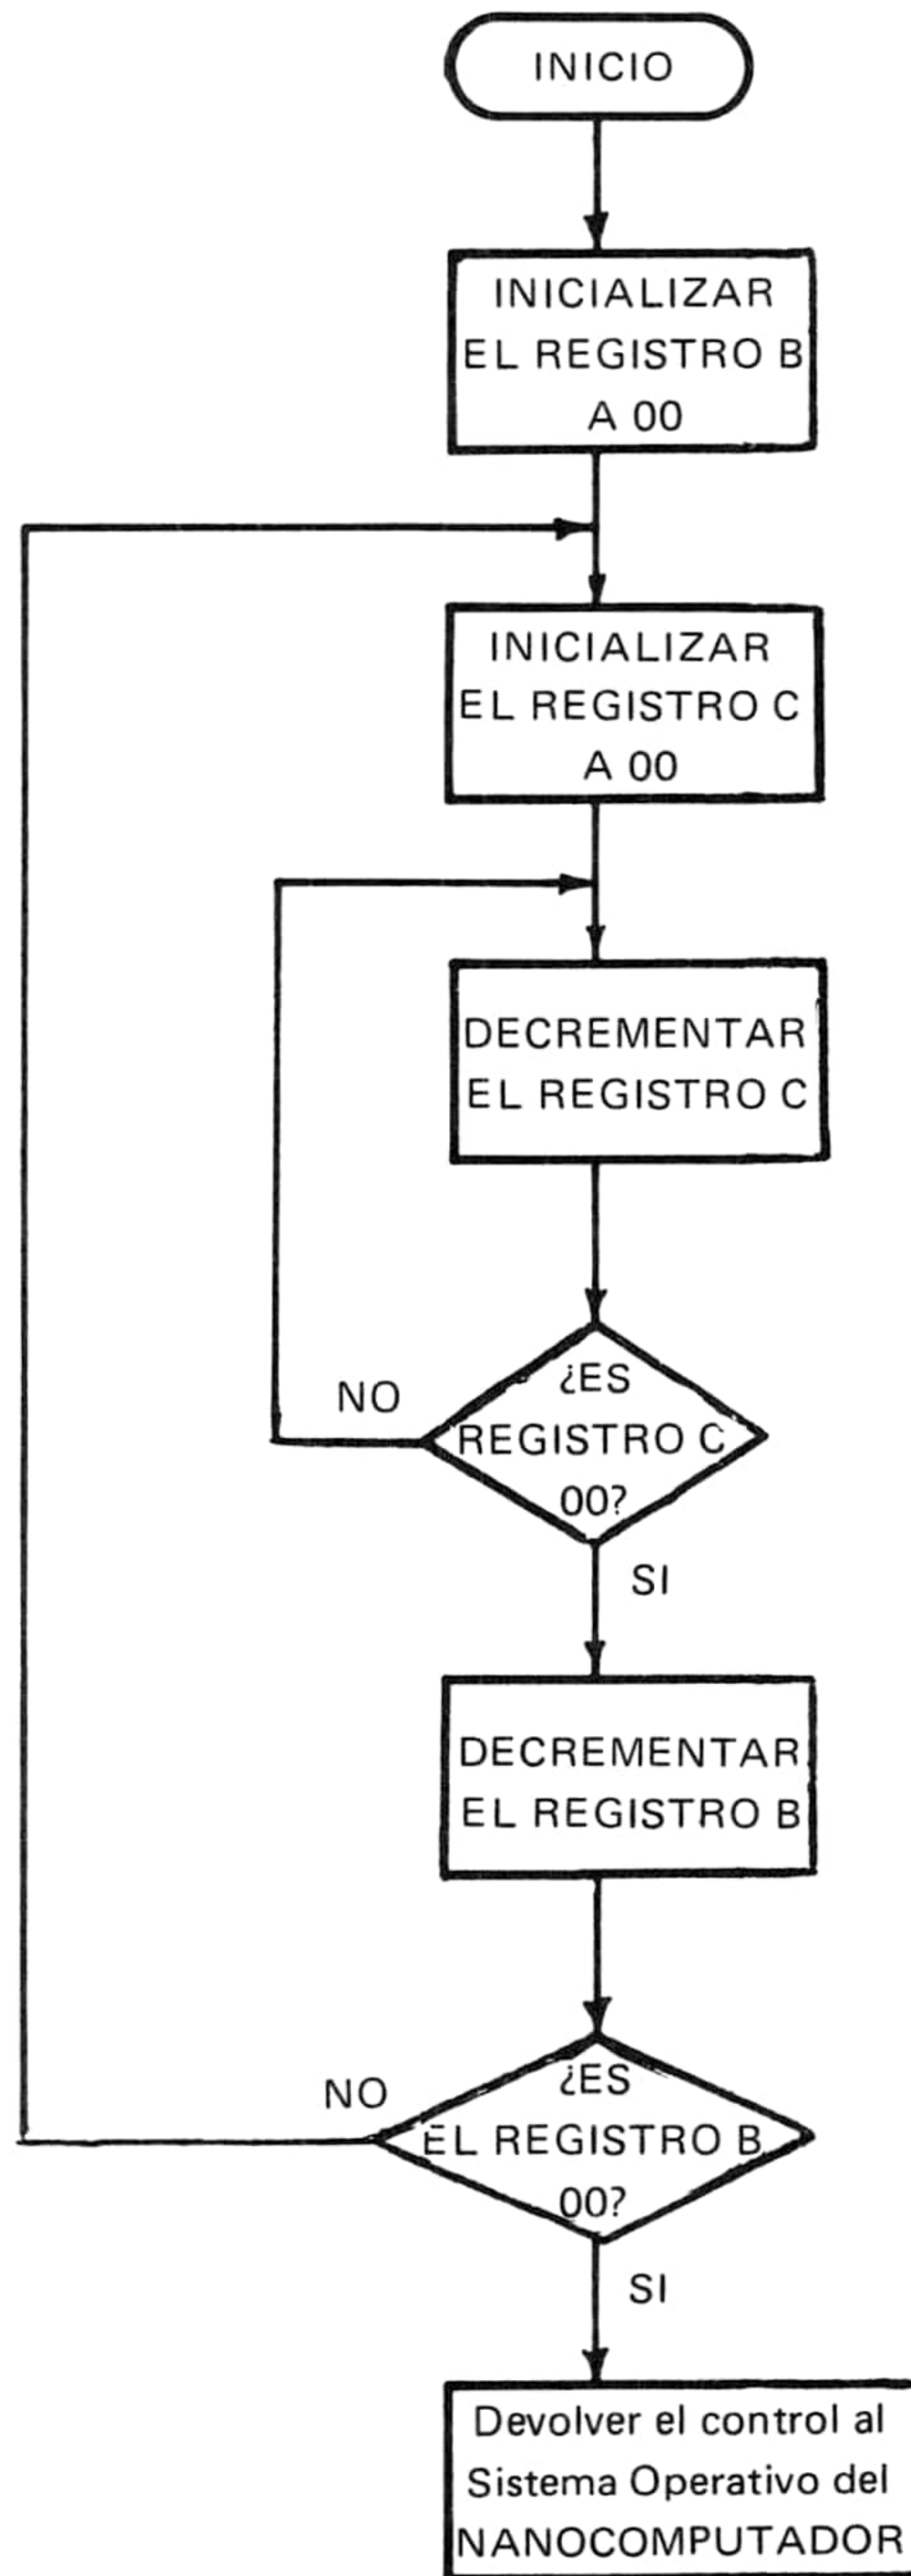 INICIO
INICIALIZAR
EL REGISTRO B
A 00
INICIALIZAR
EL REGISTRO C
A 00
DECREMENTAR
EL REGISTRO C
¿ES
NO
REGISTRO C
00?
SI
DECREMENTAR
EL REGISTRO B
¿ES
NO
EL REGISTRO B
00?
SI
Devolver el control al
Sistema Operativo del
NANOCOMPUTADOR